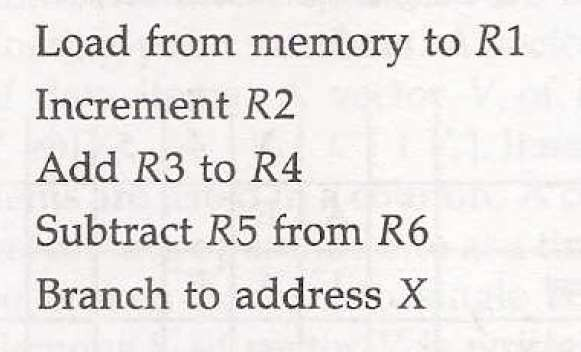 Load from memory to R1
Increment R2
Add R3 to R4
Subtract R5 from R6
Branch to address X